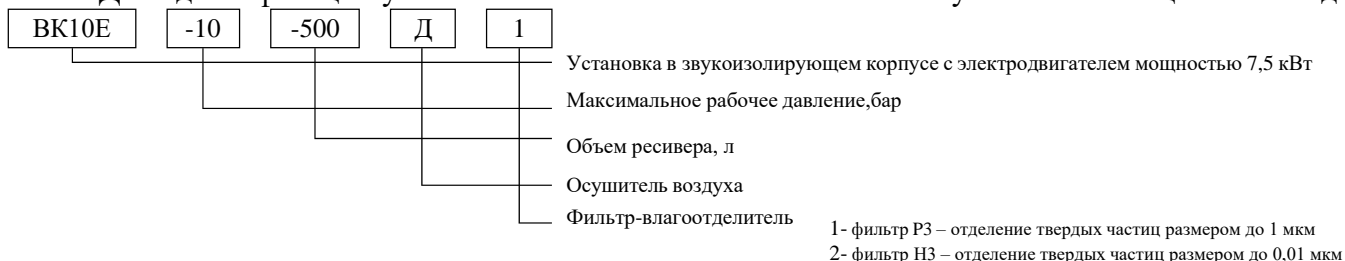 ВК10Е -10 -500 Д 1
Установка в звукоизолирующем корпусе с электродвигателем мощностью 7,5 кВт
Максимальное рабочее давление,бар
Объем ресивера, л
Осушитель воздуха
Фильтр-влагоотделитель
1- фильтр Р3 – отделение твердых частиц размером до 1 мкм
2- фильтр Н3 – отделение твердых частиц размером до 0,01 мкм